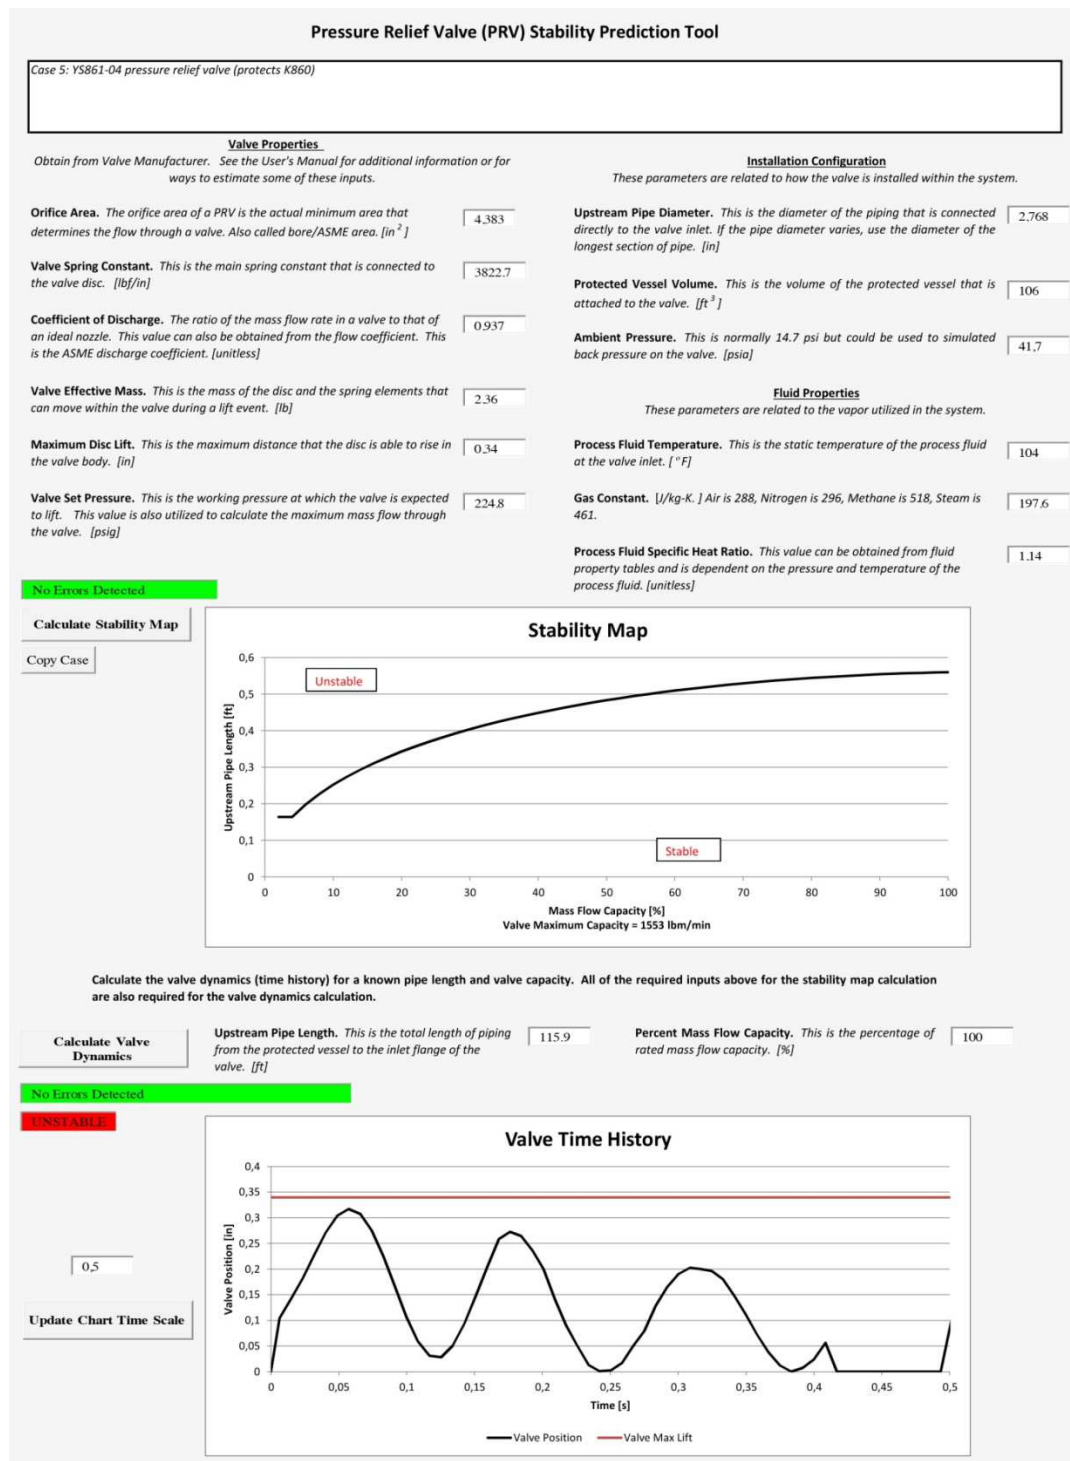 Pressure Relief Valve (PRV) Stability Prediction Tool
Case 5: YS861-04 pressure relief valve (protects K860)
Valve Properties
Obtain from Valve Manufacturer. See the User's Manual for additional information or for
ways to estimate some of these inputs.
Orifice Area. The orifice area of a PRV is the actual minimum area that
determines the flow through a valve. Also called bore/ASME area. [in²]
4,383
Valve Spring Constant. This is the main spring constant that is connected to
the valve disc. [lbf/in]
3822.7
Coefficient of Discharge. The ratio of the mass flow rate in a valve to that of
an ideal nozzle. This value can also be obtained from the flow coefficient. This
is the ASME discharge coefficient. [unitless]
0.937
Valve Effective Mass. This is the mass of the disc and the spring elements that
can move within the valve during a lift event. [lb]
2.36
Maximum Disc Lift. This is the maximum distance that the disc is able to rise in
the valve body. [in]
0.34
Valve Set Pressure. This is the working pressure at which the valve is expected
to lift. This value is also utilized to calculate the maximum mass flow through
the valve. [psig]
224.8
Installation Configuration
These parameters are related to how the valve is installed within the system.
Upstream Pipe Diameter. This is the diameter of the piping that is connected
directly to the valve inlet. If the pipe diameter varies, use the diameter of the
longest section of pipe. [in]
2,768
Protected Vessel Volume. This is the volume of the protected vessel that is
attached to the valve. [ft³]
106
Ambient Pressure. This is normally 14.7 psi but could be used to simulated
back pressure on the valve. [psia]
41,7
Fluid Properties
These parameters are related to the vapor utilized in the system.
Process Fluid Temperature. This is the static temperature of the process fluid
at the valve inlet. [°F]
104
Gas Constant. [J/kg-K. ] Air is 288, Nitrogen is 296, Methane is 518, Steam is
461.
197.6
Process Fluid Specific Heat Ratio. This value can be obtained from fluid
property tables and is dependent on the pressure and temperature of the
process fluid. [unitless]
1.14
No Errors Detected
Calculate Stability Map
Copy Case
Stability Map
Upstream Pipe Length [ft]
0,6
0,5
0,4
0,3
0,2
0,1
0
Unstable
Stable
0 10 20 30 40 50 60 70 80 90 100
Mass Flow Capacity [%]
Valve Maximum Capacity = 1553 lbm/min
Calculate the valve dynamics (time history) for a known pipe length and valve capacity. All of the required inputs above for the stability map calculation
are also required for the valve dynamics calculation.
Calculate Valve
Dynamics
Upstream Pipe Length. This is the total length of piping
from the protected vessel to the inlet flange of the
valve. [ft]
115.9
Percent Mass Flow Capacity. This is the percentage of
rated mass flow capacity. [%]
100
No Errors Detected
UNSTABLE
0,5
Update Chart Time Scale
Valve Time History
Valve Position [in]
0,4
0,35
0,3
0,25
0,2
0,15
0,1
0,05
0
0 0,05 0,1 0,15 0,2 0,25 0,3 0,35 0,4 0,45 0,5
Time [s]
Valve Position Valve Max Lift